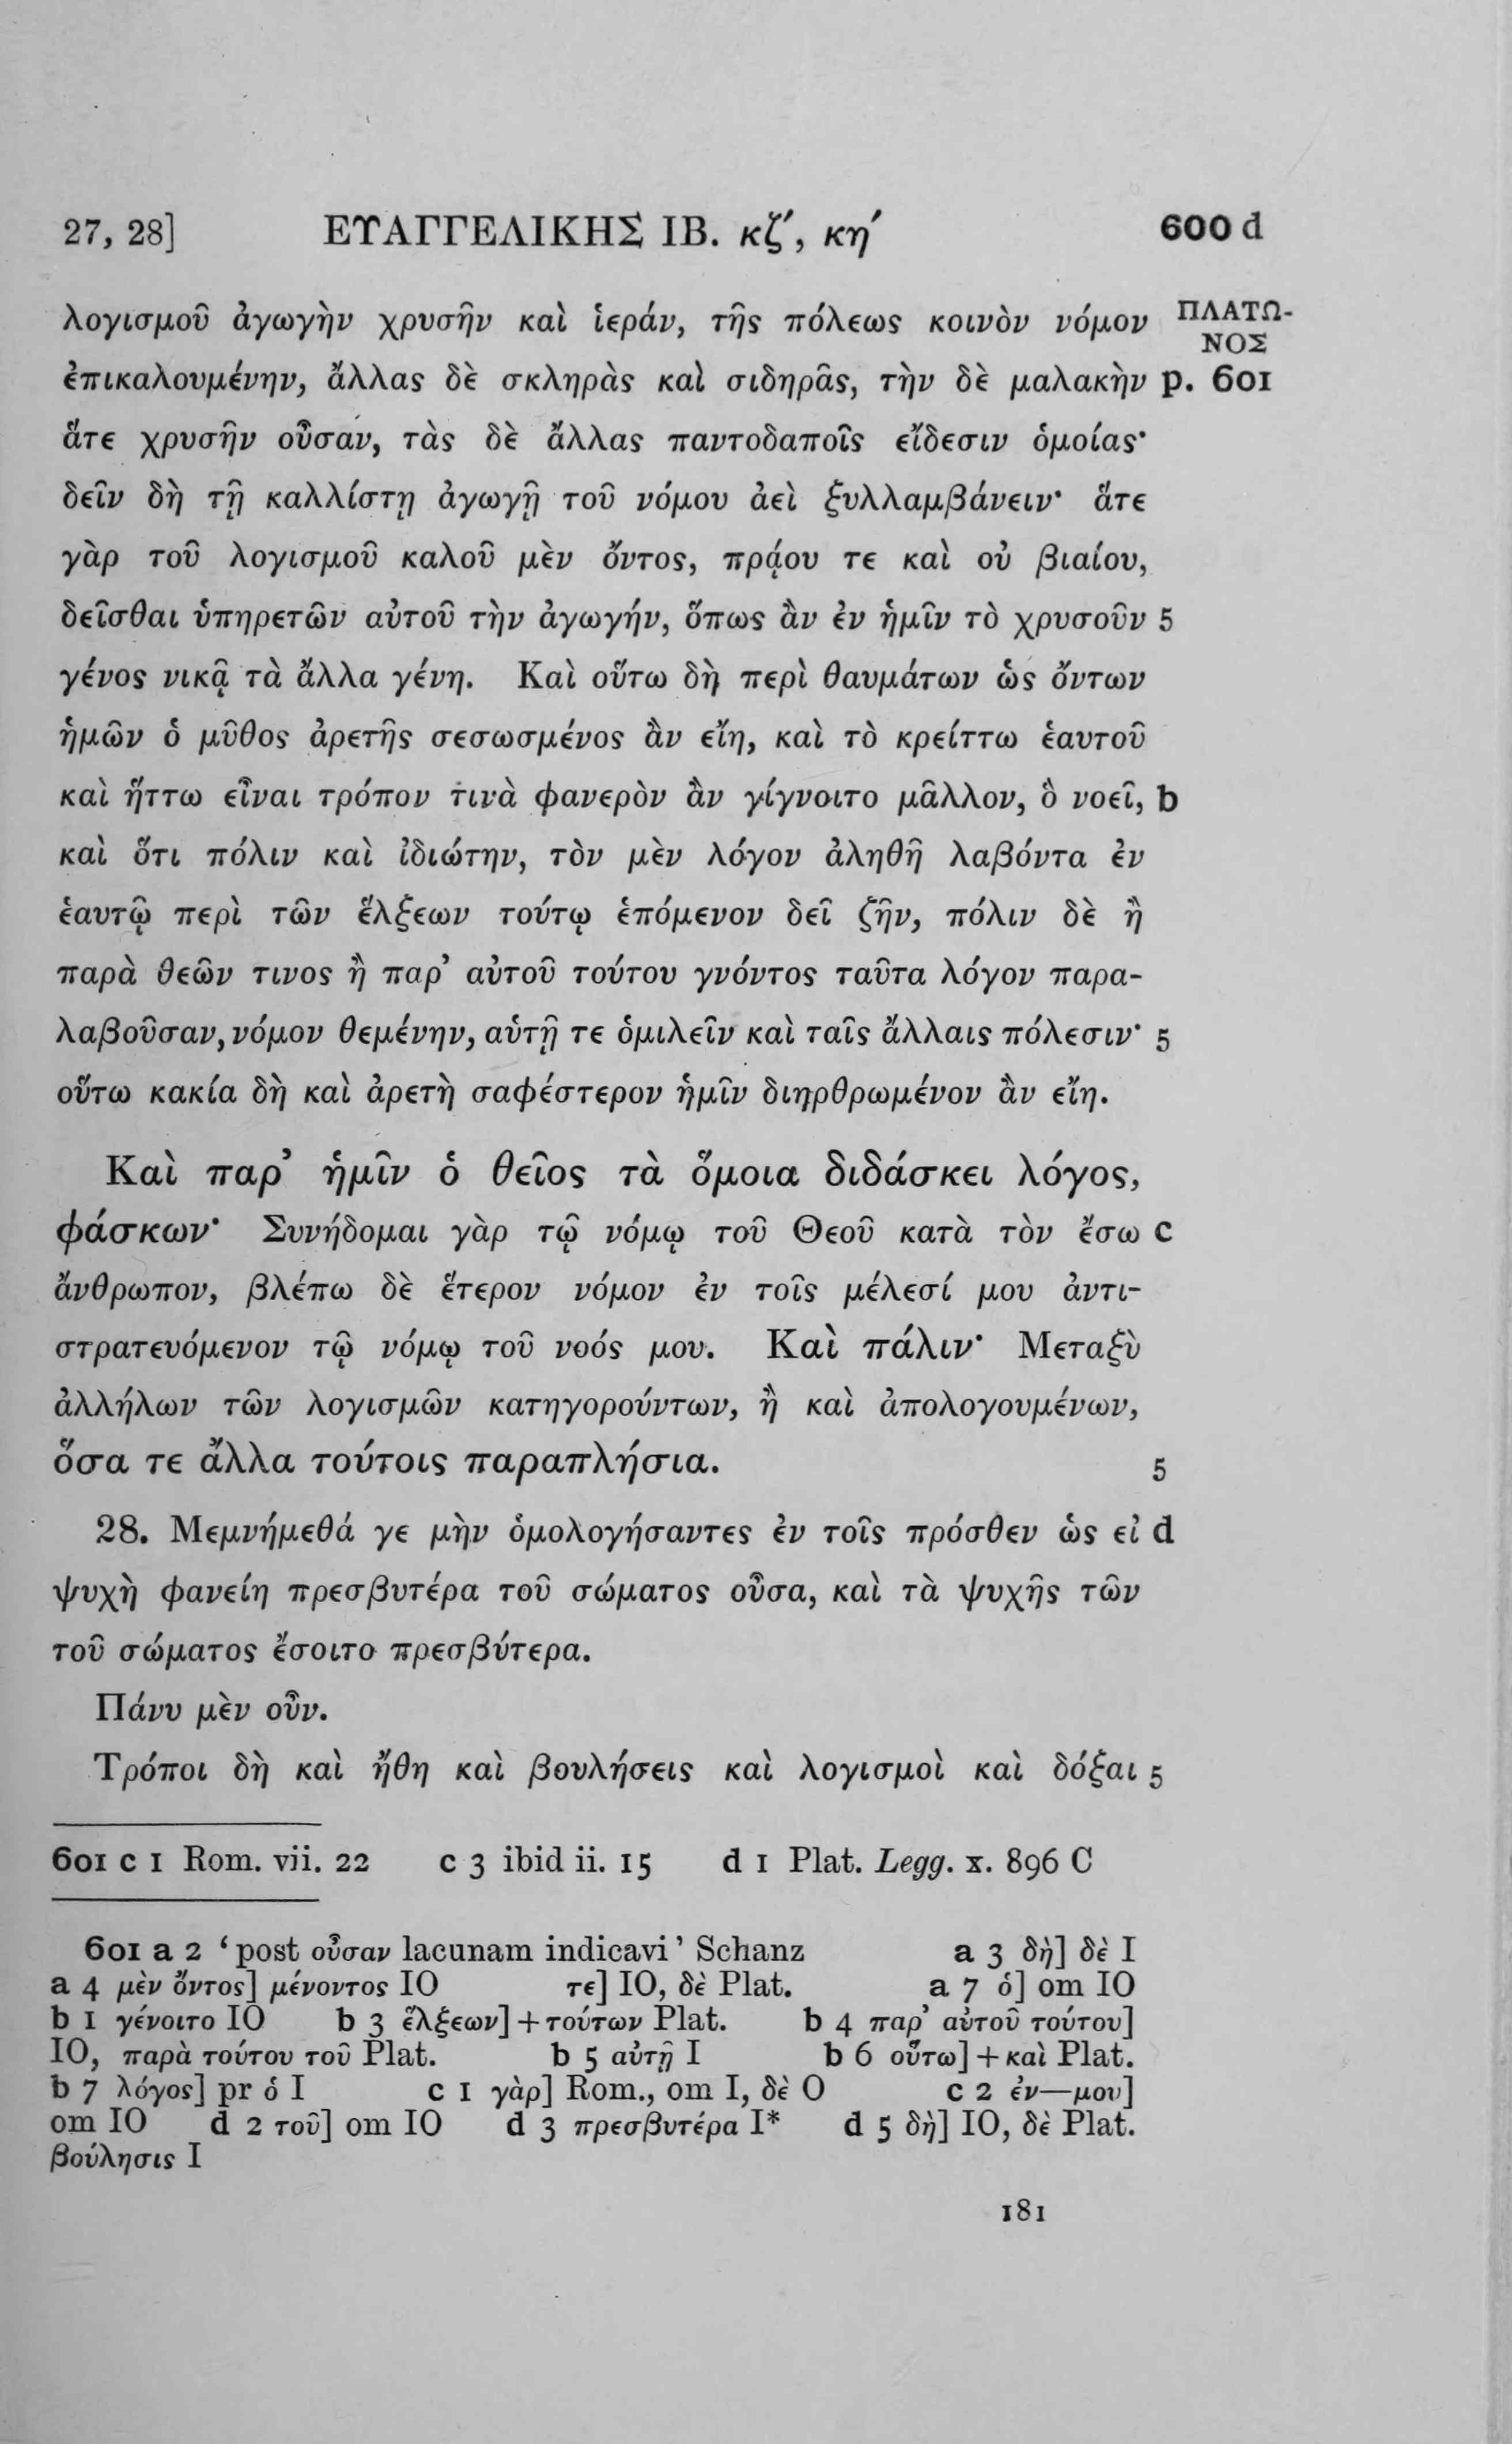 27, 28] ΕΥΑΓΓΕΛΙΚΗΣ ΙΒ. κζ´, κη´ 600 d
λογισμοῦ ἀγωγὴν χρυσῆν καὶ ἱεράν, τῆς πόλεως κοινὸν νόμον ΠΛΑΤΩ-
ΝΟΣ
ἐπικαλουμένην, ἄλλας δὲ σκληρὰς καὶ σιδηρᾶς, τὴν δὲ μαλακὴν p. 601
ἅτε χρυσῆν οὖσαν, τὰς δὲ ἄλλας παντοδαποῖς εἴδεσιν ὁμοίας·
δεῖν δὴ τῇ καλλίστῃ ἀγωγῇ τοῦ νόμου ἀεὶ ξυλλαμβάνειν· ἅτε
γὰρ τοῦ λογισμοῦ καλοῦ μὲν ὄντος, πρᾴου τε καὶ οὐ βιαίου,
δεῖσθαι ὑπηρετῶν αὐτοῦ τὴν ἀγωγήν, ὅπως ἂν ἐν ἡμῖν τὸ χρυσοῦν 5
γένος νικᾷ τὰ ἄλλα γένη. Καὶ οὕτω δὴ περὶ θαυμάτων ὡς ὄντων
ἡμῶν ὁ μῦθος ἀρετῆς σεσωσμένος ἂν εἴη, καὶ τὸ κρείττω ἑαυτοῦ
καὶ ἥττω εἶναι τρόπον τινὰ φανερὸν ἂν γίγνοιτο μᾶλλον, ὃ νοεῖ, b
καὶ ὅτι πόλιν καὶ ἰδιώτην, τὸν μὲν λόγον ἀληθῆ λαβόντα ἐν
ἑαυτῷ περὶ τῶν ἕλξεων τούτῳ ἑπόμενον δεῖ ζῆν, πόλιν δὲ ἢ
παρὰ θεῶν τινος ἢ παρ’ αὐτοῦ τούτου γνόντος ταῦτα λόγον παρα-
λαβοῦσαν, νόμον θεμένην, αὑτῇ τε ὁμιλεῖν καὶ ταῖς ἄλλαις πόλεσιν· 5
οὕτω κακία δὴ καὶ ἀρετὴ σαφέστερον ἡμῖν διηρθρωμένον ἂν εἴη.
Καὶ παρ’ ἡμῖν ὁ θεῖος τὰ ὅμοια διδάσκει λόγος,
φάσκων· Συνήδομαι γὰρ τῷ νόμῳ τοῦ Θεοῦ κατὰ τὸν ἔσω c
ἄνθρωπον, βλέπω δὲ ἕτερον νόμον ἐν τοῖς μέλεσί μου ἀντι-
στρατευόμενον τῷ νόμῳ τοῦ νοός μου. Καὶ πάλιν· Μεταξὺ
ἀλλήλων τῶν λογισμῶν κατηγορούντων, ἢ καὶ ἀπολογουμένων,
ὅσα τε ἄλλα τούτοις παραπλήσια. 5
28. Μεμνήμεθά γε μὴν ὁμολογήσαντες ἐν τοῖς πρόσθεν ὡς εἰ d
ψυχὴ φανείη πρεσβυτέρα τοῦ σώματος οὖσα, καὶ τὰ ψυχῆς τῶν
τοῦ σώματος ἔσοιτο πρεσβύτερα.
Πάνυ μὲν οὖν.
Τρόποι δὴ καὶ ἤθη καὶ βουλήσεις καὶ λογισμοὶ καὶ δόξαι 5
601 c 1 Rom. vii. 22 c 3 ibid ii. 15 d 1 Plat. Legg. x. 896 C
601 a 2 ‘post οὖσαν lacunam indicavi’ Schanz a 3 δὴ] δὲ I
a 4 μὲν ὄντος] μένοντος IO τε] IO, δὲ Plat. a 7 ὁ] om IO
b 1 γένοιτο IO b 3 ἕλξεων] + τούτων Plat. b 4 παρ’ αὐτοῦ τούτου]
IO, παρὰ τούτου τοῦ Plat. b 5 αὐτῇ I b 6 οὕτω] + καὶ Plat.
b 7 λόγος] pr ὁ I c 1 γὰρ] Rom., om I, δὲ O c 2 ἐν—μου]
om IO d 2 τοῦ] om IO d 3 πρεσβυτέρα I* d 5 δὴ] IO, δὲ Plat.
βούλησις I
181